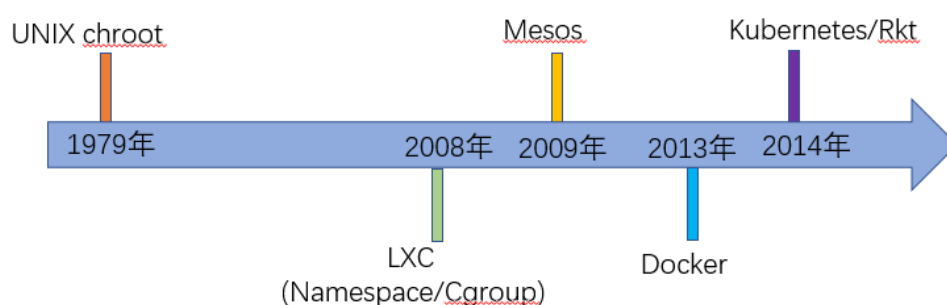 UNIX chroot
Mesos
Kubernetes/Rkt
1979年
2008年
2009年
2013年
2014年
LXC
(Namespace/Cgroup)
Docker